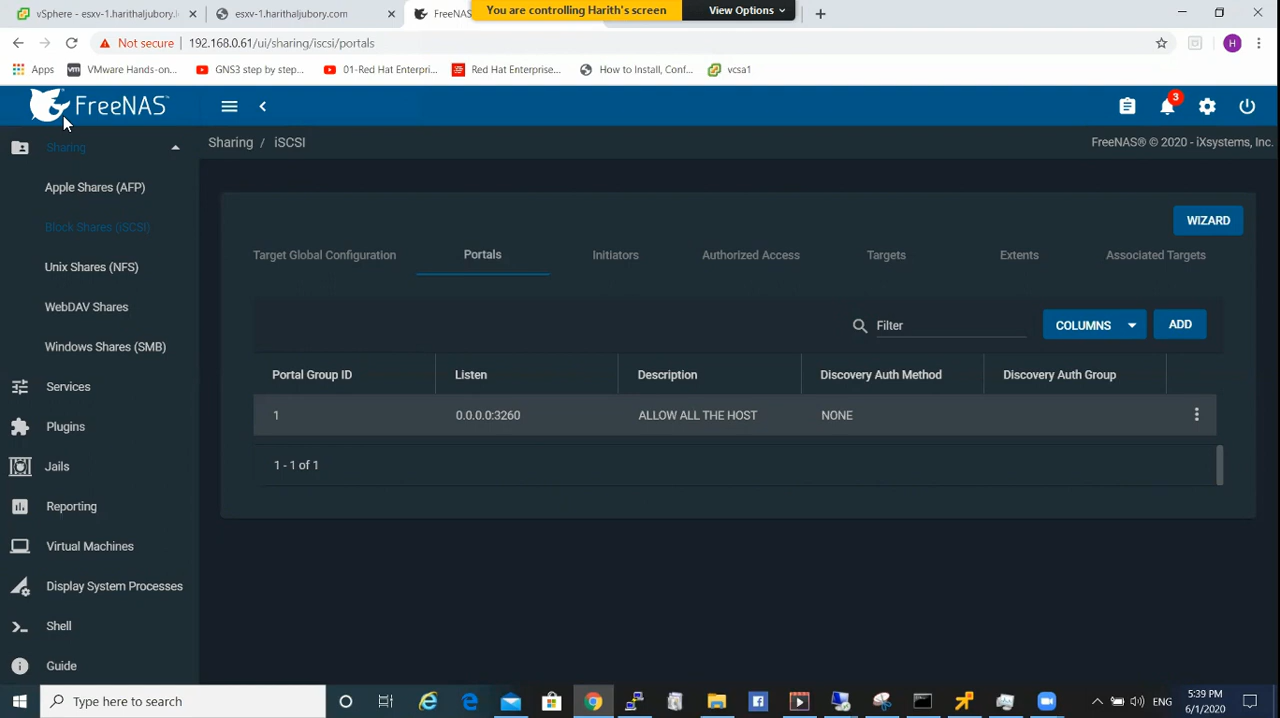 vSphere - esxv-1.harithaljubory.
esxv-1.harithaljubory.com
FreeNAS
You are controlling Harith's screen
View Options
Not secure
192.168.0.61/ui/sharing/iscsi/portals
H
Apps
VMware Hands-on...
GNS3 step by step...
01-Red Hat Enterpri...
Red Hat Enterprise...
How to Install, Conf...
vcsa1
FreeNAS
3
Sharing
Sharing / iSCSI
FreeNAS® © 2020 - iXsystems, Inc.
Apple Shares (AFP)
Block Shares (iSCSI)
Unix Shares (NFS)
WebDAV Shares
Windows Shares (SMB)
Services
Plugins
Jails
Reporting
Virtual Machines
Display System Processes
Shell
Guide
WIZARD
Target Global Configuration
Portals
Initiators
Authorized Access
Targets
Extents
Associated Targets
Filter
COLUMNS
ADD
Portal Group ID
Listen
Description
Discovery Auth Method
Discovery Auth Group
1
0.0.0.0:3260
ALLOW ALL THE HOST
NONE
1 - 1 of 1
Type here to search
ENG
5:39 PM
6/1/2020